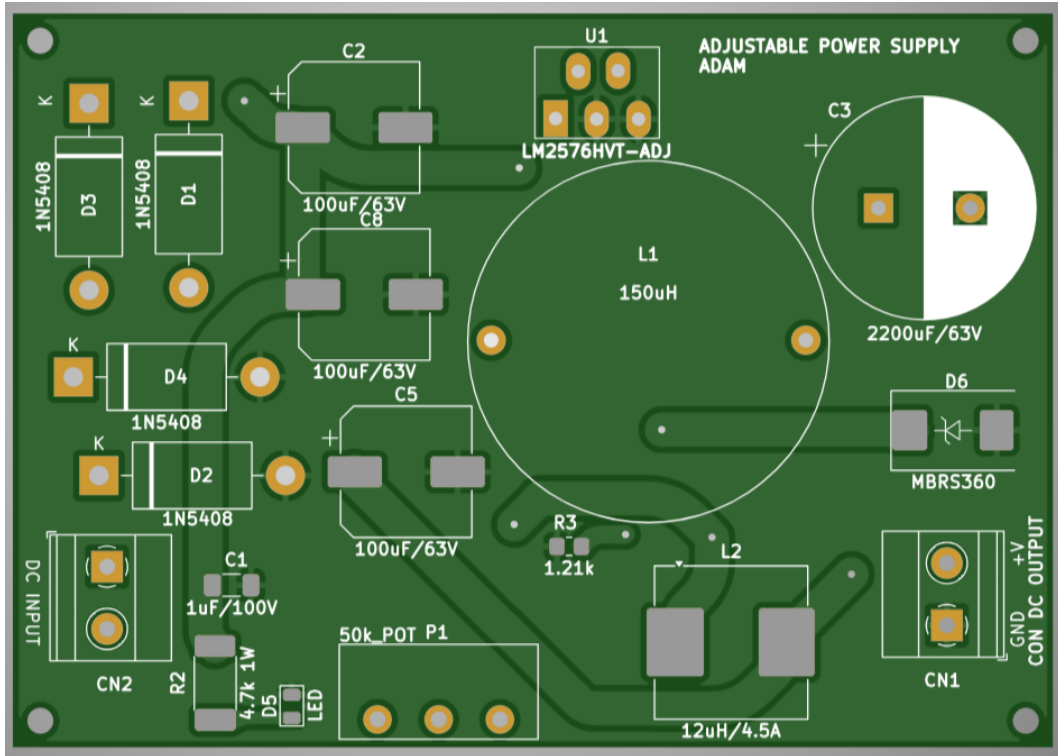 ADJUSTABLE POWER SUPPLY
ADAM
U1
LM2576HVT-ADJ
C2
+
100uF/63V
C3
+
2200uF/63V
K
1N5408
D3
K
1N5408
D1
C8
+
100uF/63V
L1
150uH
K
D4
1N5408
C5
+
100uF/63V
D6
MBRS360
K
D2
1N5408
R3
1.21k
L2
12uH/4.5A
DC INPUT
CN2
C1
1uF/100V
R2
4.7k 1W
D5
LED
50k_POT
P1
CN1
+V
GND
CON DC OUTPUT